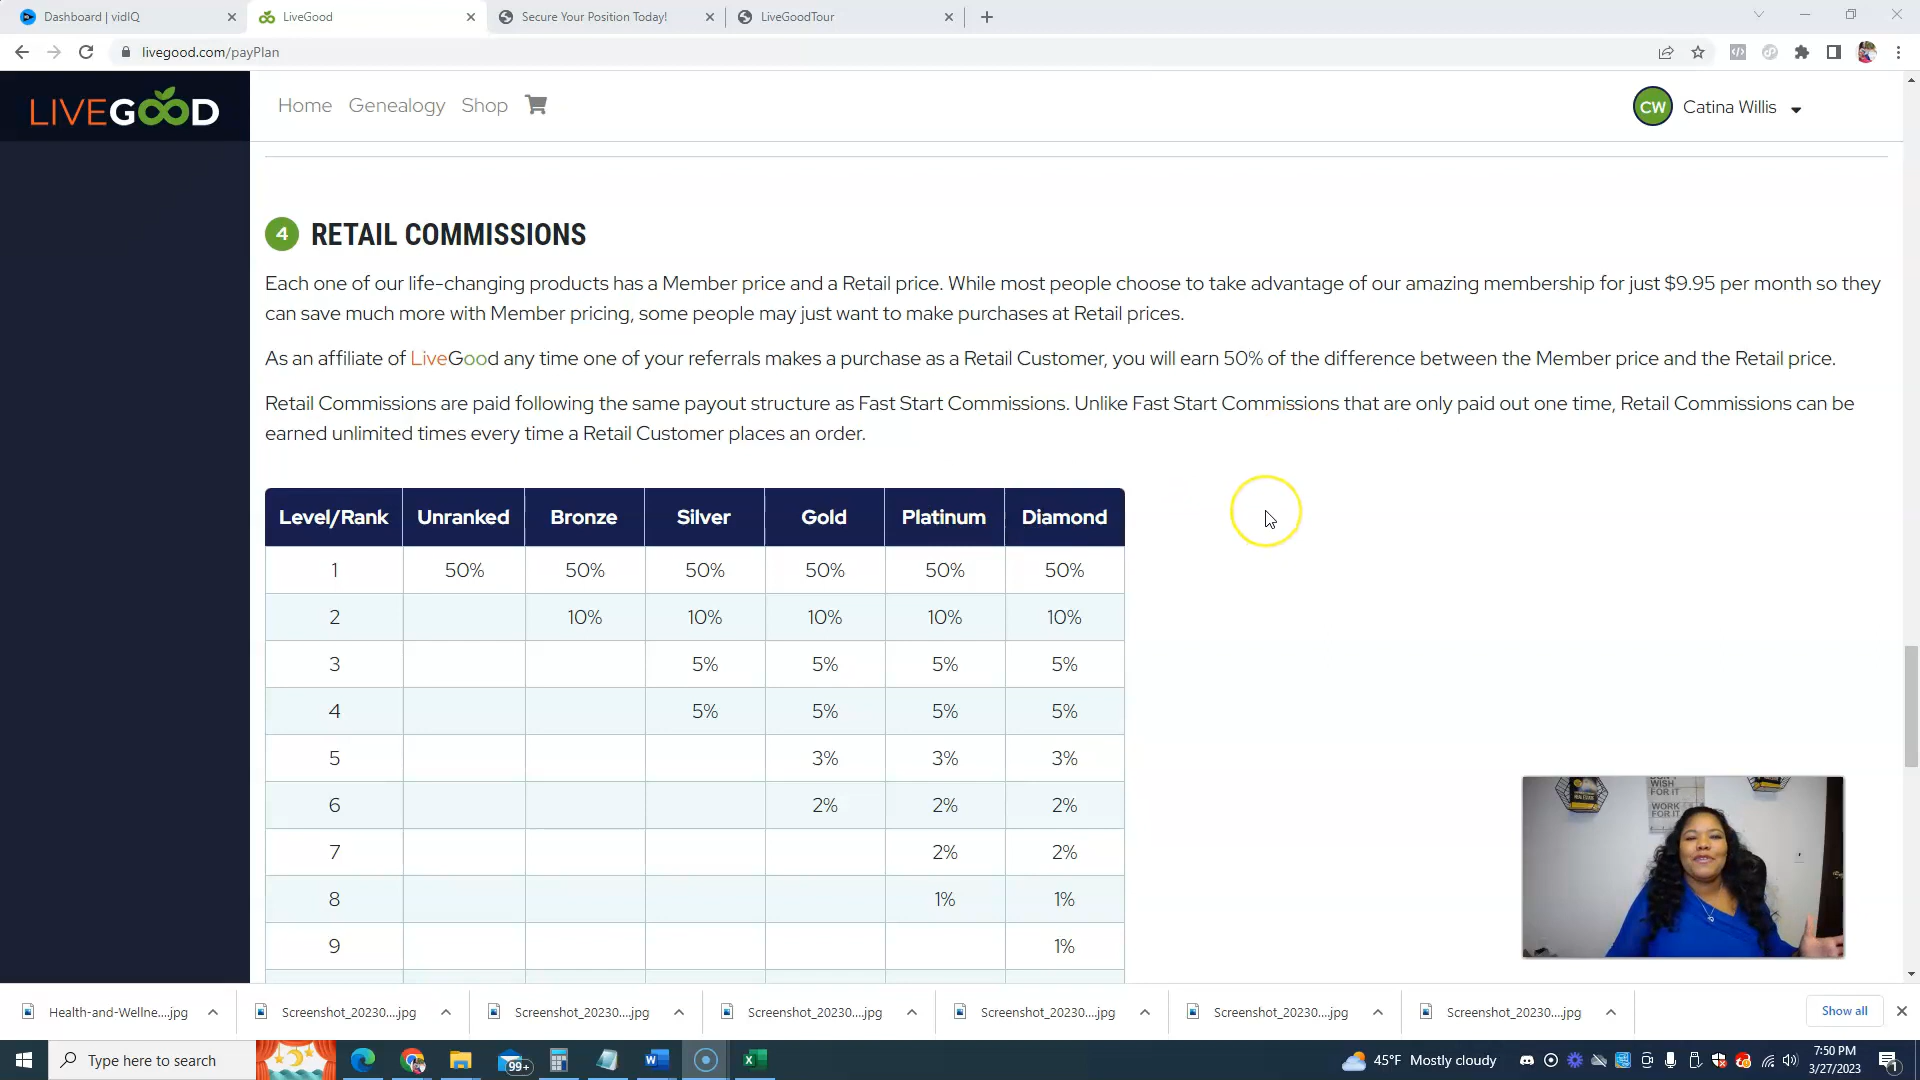 Dashboard | vidIQ
LiveGood
Secure Your Position Today!
LiveGoodTour
livegood.com/payPlan
LIVEGOOD
Home Genealogy Shop
CW Catina Willis
4 RETAIL COMMISSIONS
Each one of our life-changing products has a Member price and a Retail price. While most people choose to take advantage of our amazing membership for just $9.95 per month so they
can save much more with Member pricing, some people may just want to make purchases at Retail prices.
As an affiliate of LiveGood any time one of your referrals makes a purchase as a Retail Customer, you will earn 50% of the difference between the Member price and the Retail price.
Retail Commissions are paid following the same payout structure as Fast Start Commissions. Unlike Fast Start Commissions that are only paid out one time, Retail Commissions can be
earned unlimited times every time a Retail Customer places an order.
Level/Rank Unranked Bronze Silver Gold Platinum Diamond
1 50% 50% 50% 50% 50% 50%
2 10% 10% 10% 10% 10%
3 5% 5% 5% 5%
4 5% 5% 5% 5%
5 3% 3% 3%
6 2% 2% 2%
7 2% 2%
8 1% 1%
9 1%
WISH
FOR IT
WORK
FOR IT
Health-and-Wellne....jpg
Screenshot_20230....jpg
Screenshot_20230....jpg
Screenshot_20230....jpg
Screenshot_20230....jpg
Screenshot_20230....jpg
Screenshot_20230....jpg
Show all
Type here to search
99+
45°F Mostly cloudy
7:50 PM
3/27/2023
1